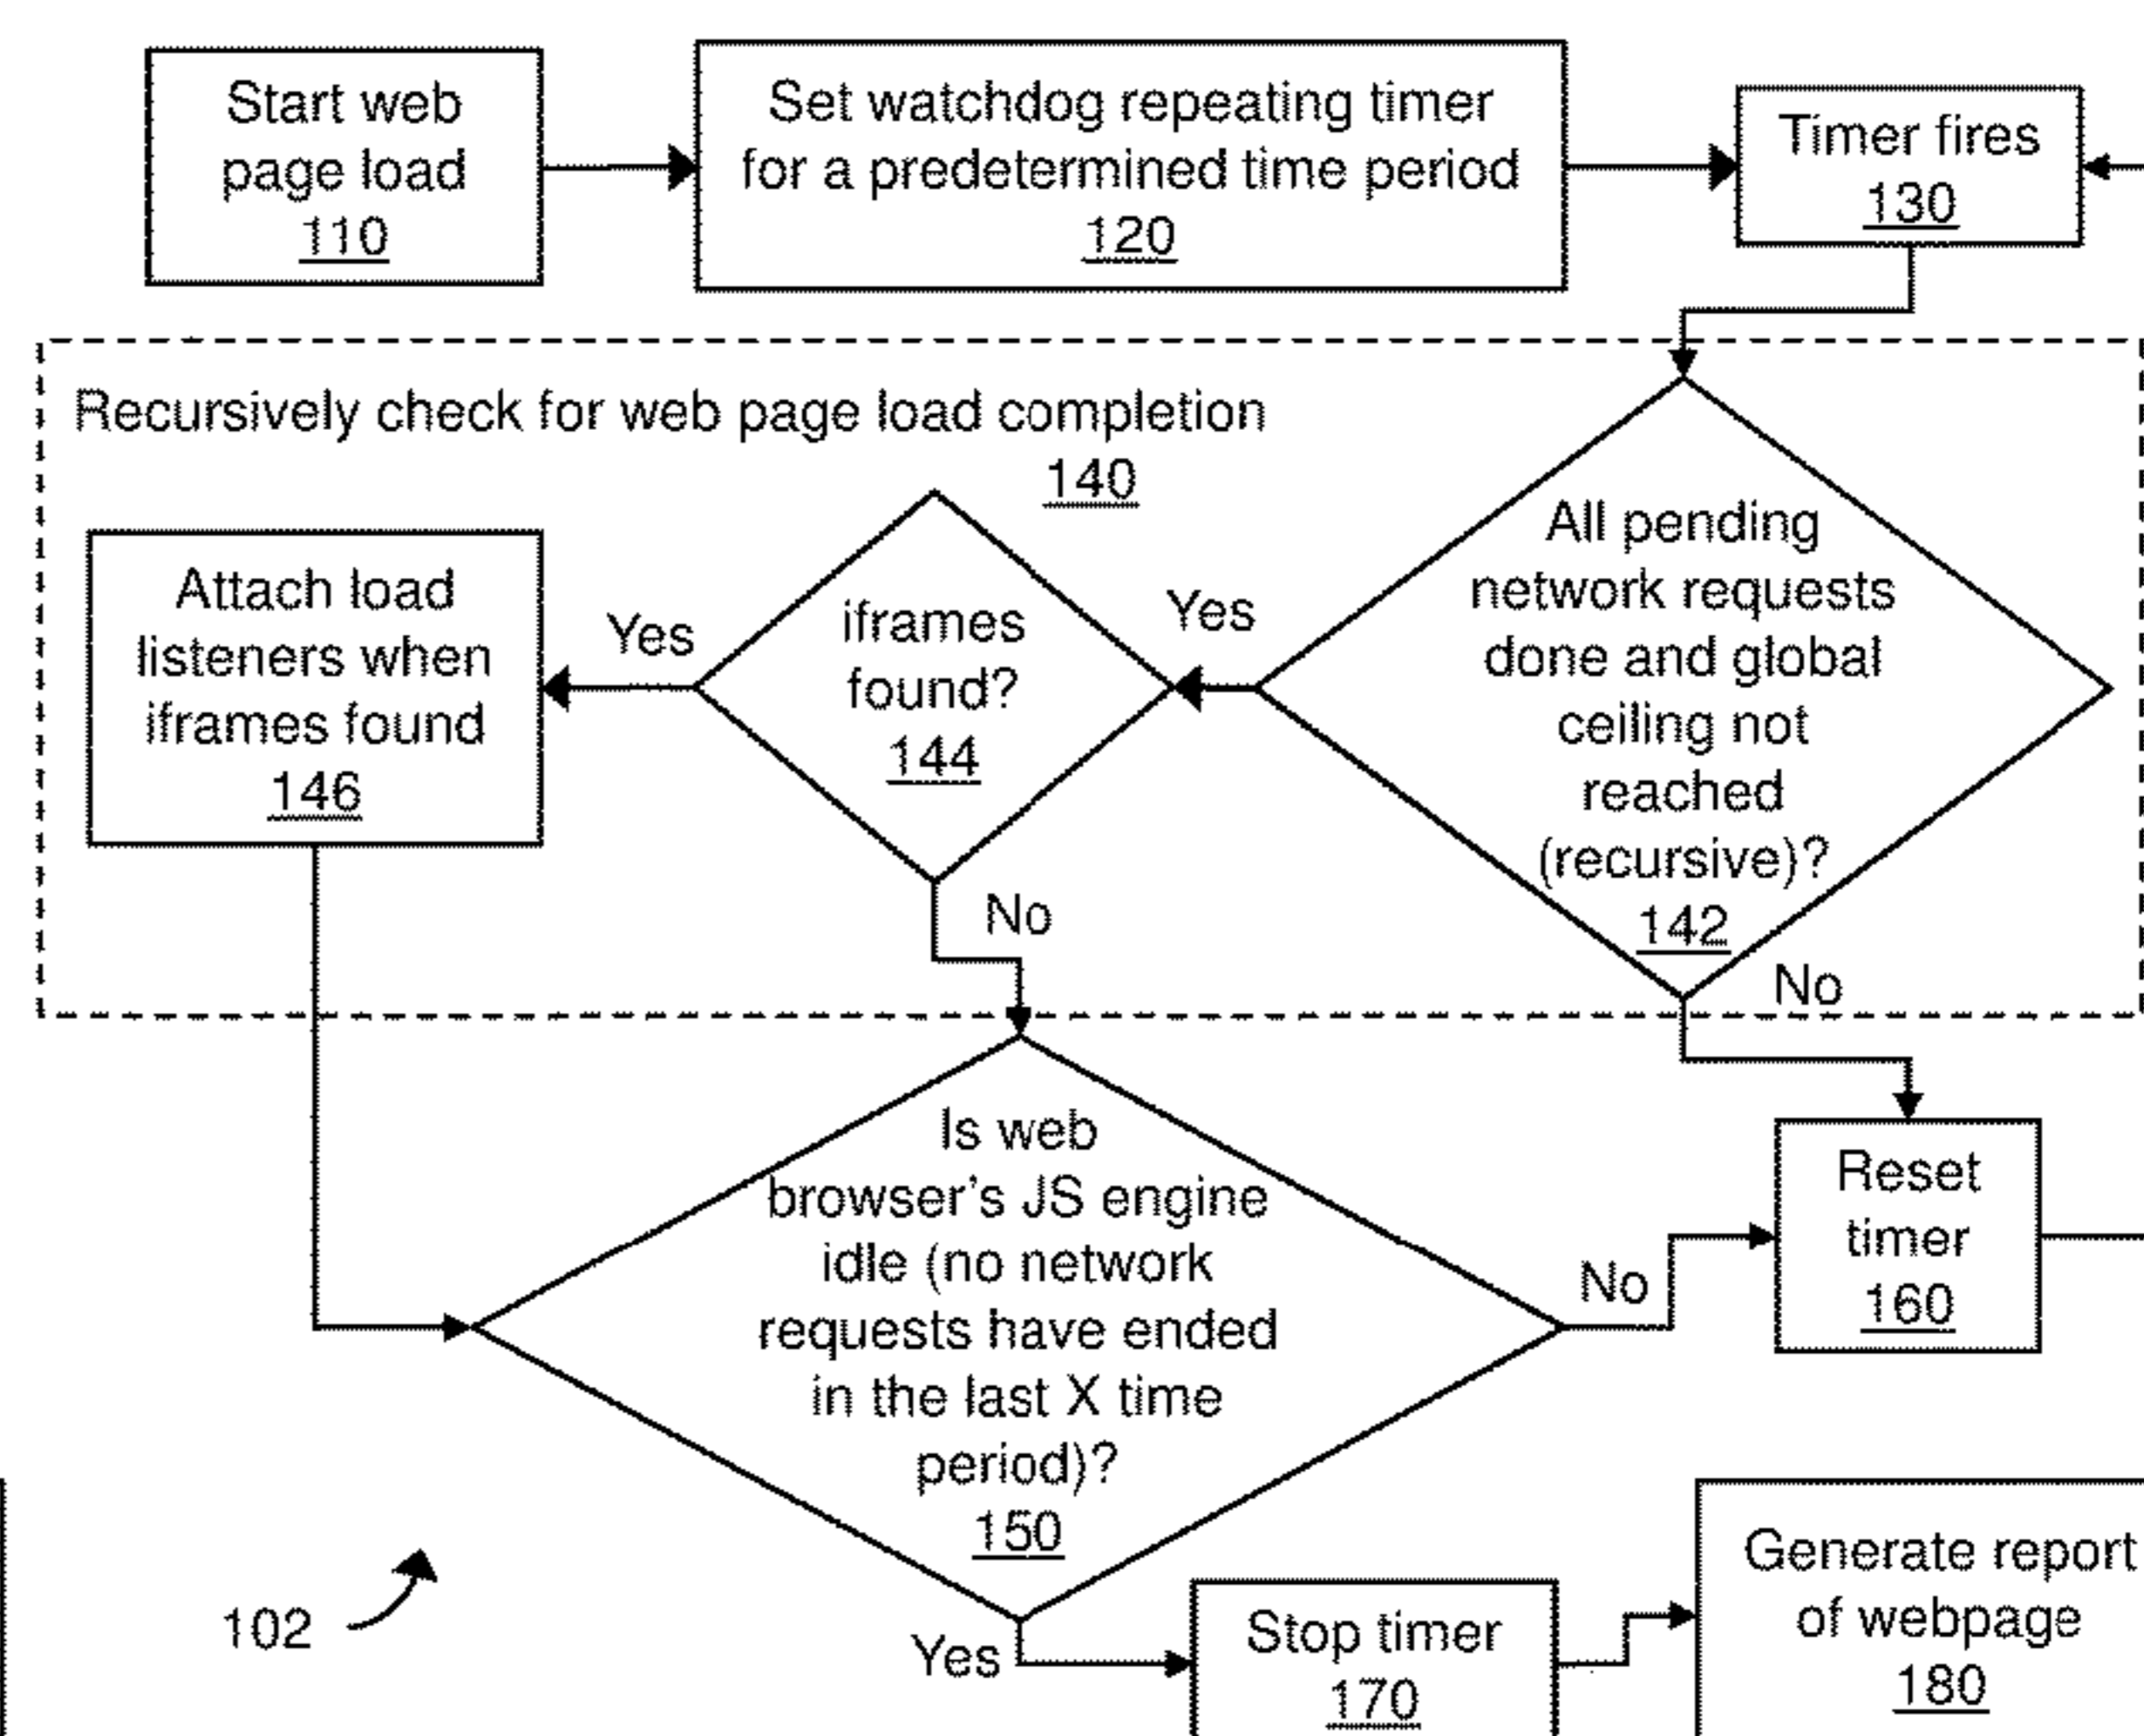 Start web
page load
110
Set watchdog repeating timer
for a predetermined time period
120
Timer fires
130
Recursively check for web page load completion
140
Attach load
listeners when
iframes found
146
Yes
iframes
found?
144
Yes
All pending
network requests
done and global
ceiling not
reached
(recursive)?
142
No
No
Is web
browser's JS engine
idle (no network
requests have ended
in the last X time
period)?
150
No
Reset
timer
160
Yes
Stop timer
170
Generate report
of webpage
180
102